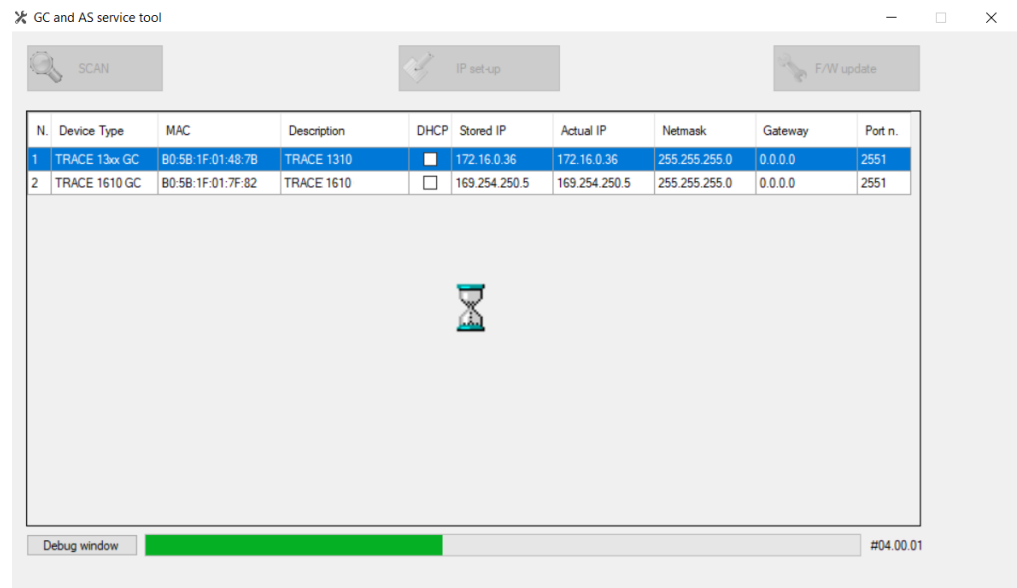 GC and AS service tool
SCAN IP set-up F/W update
N. Device Type MAC Description DHCP Stored IP Actual IP Netmask Gateway Port n.
1 TRACE 13xx GC B0:5B:1F:01:48:7B TRACE 1310 172.16.0.36 172.16.0.36 255.255.255.0 0.0.0.0 2551
2 TRACE 1610 GC B0:5B:1F:01:7F:82 TRACE 1610 169.254.250.5 169.254.250.5 255.255.255.0 0.0.0.0 2551
Debug window #04.00.01